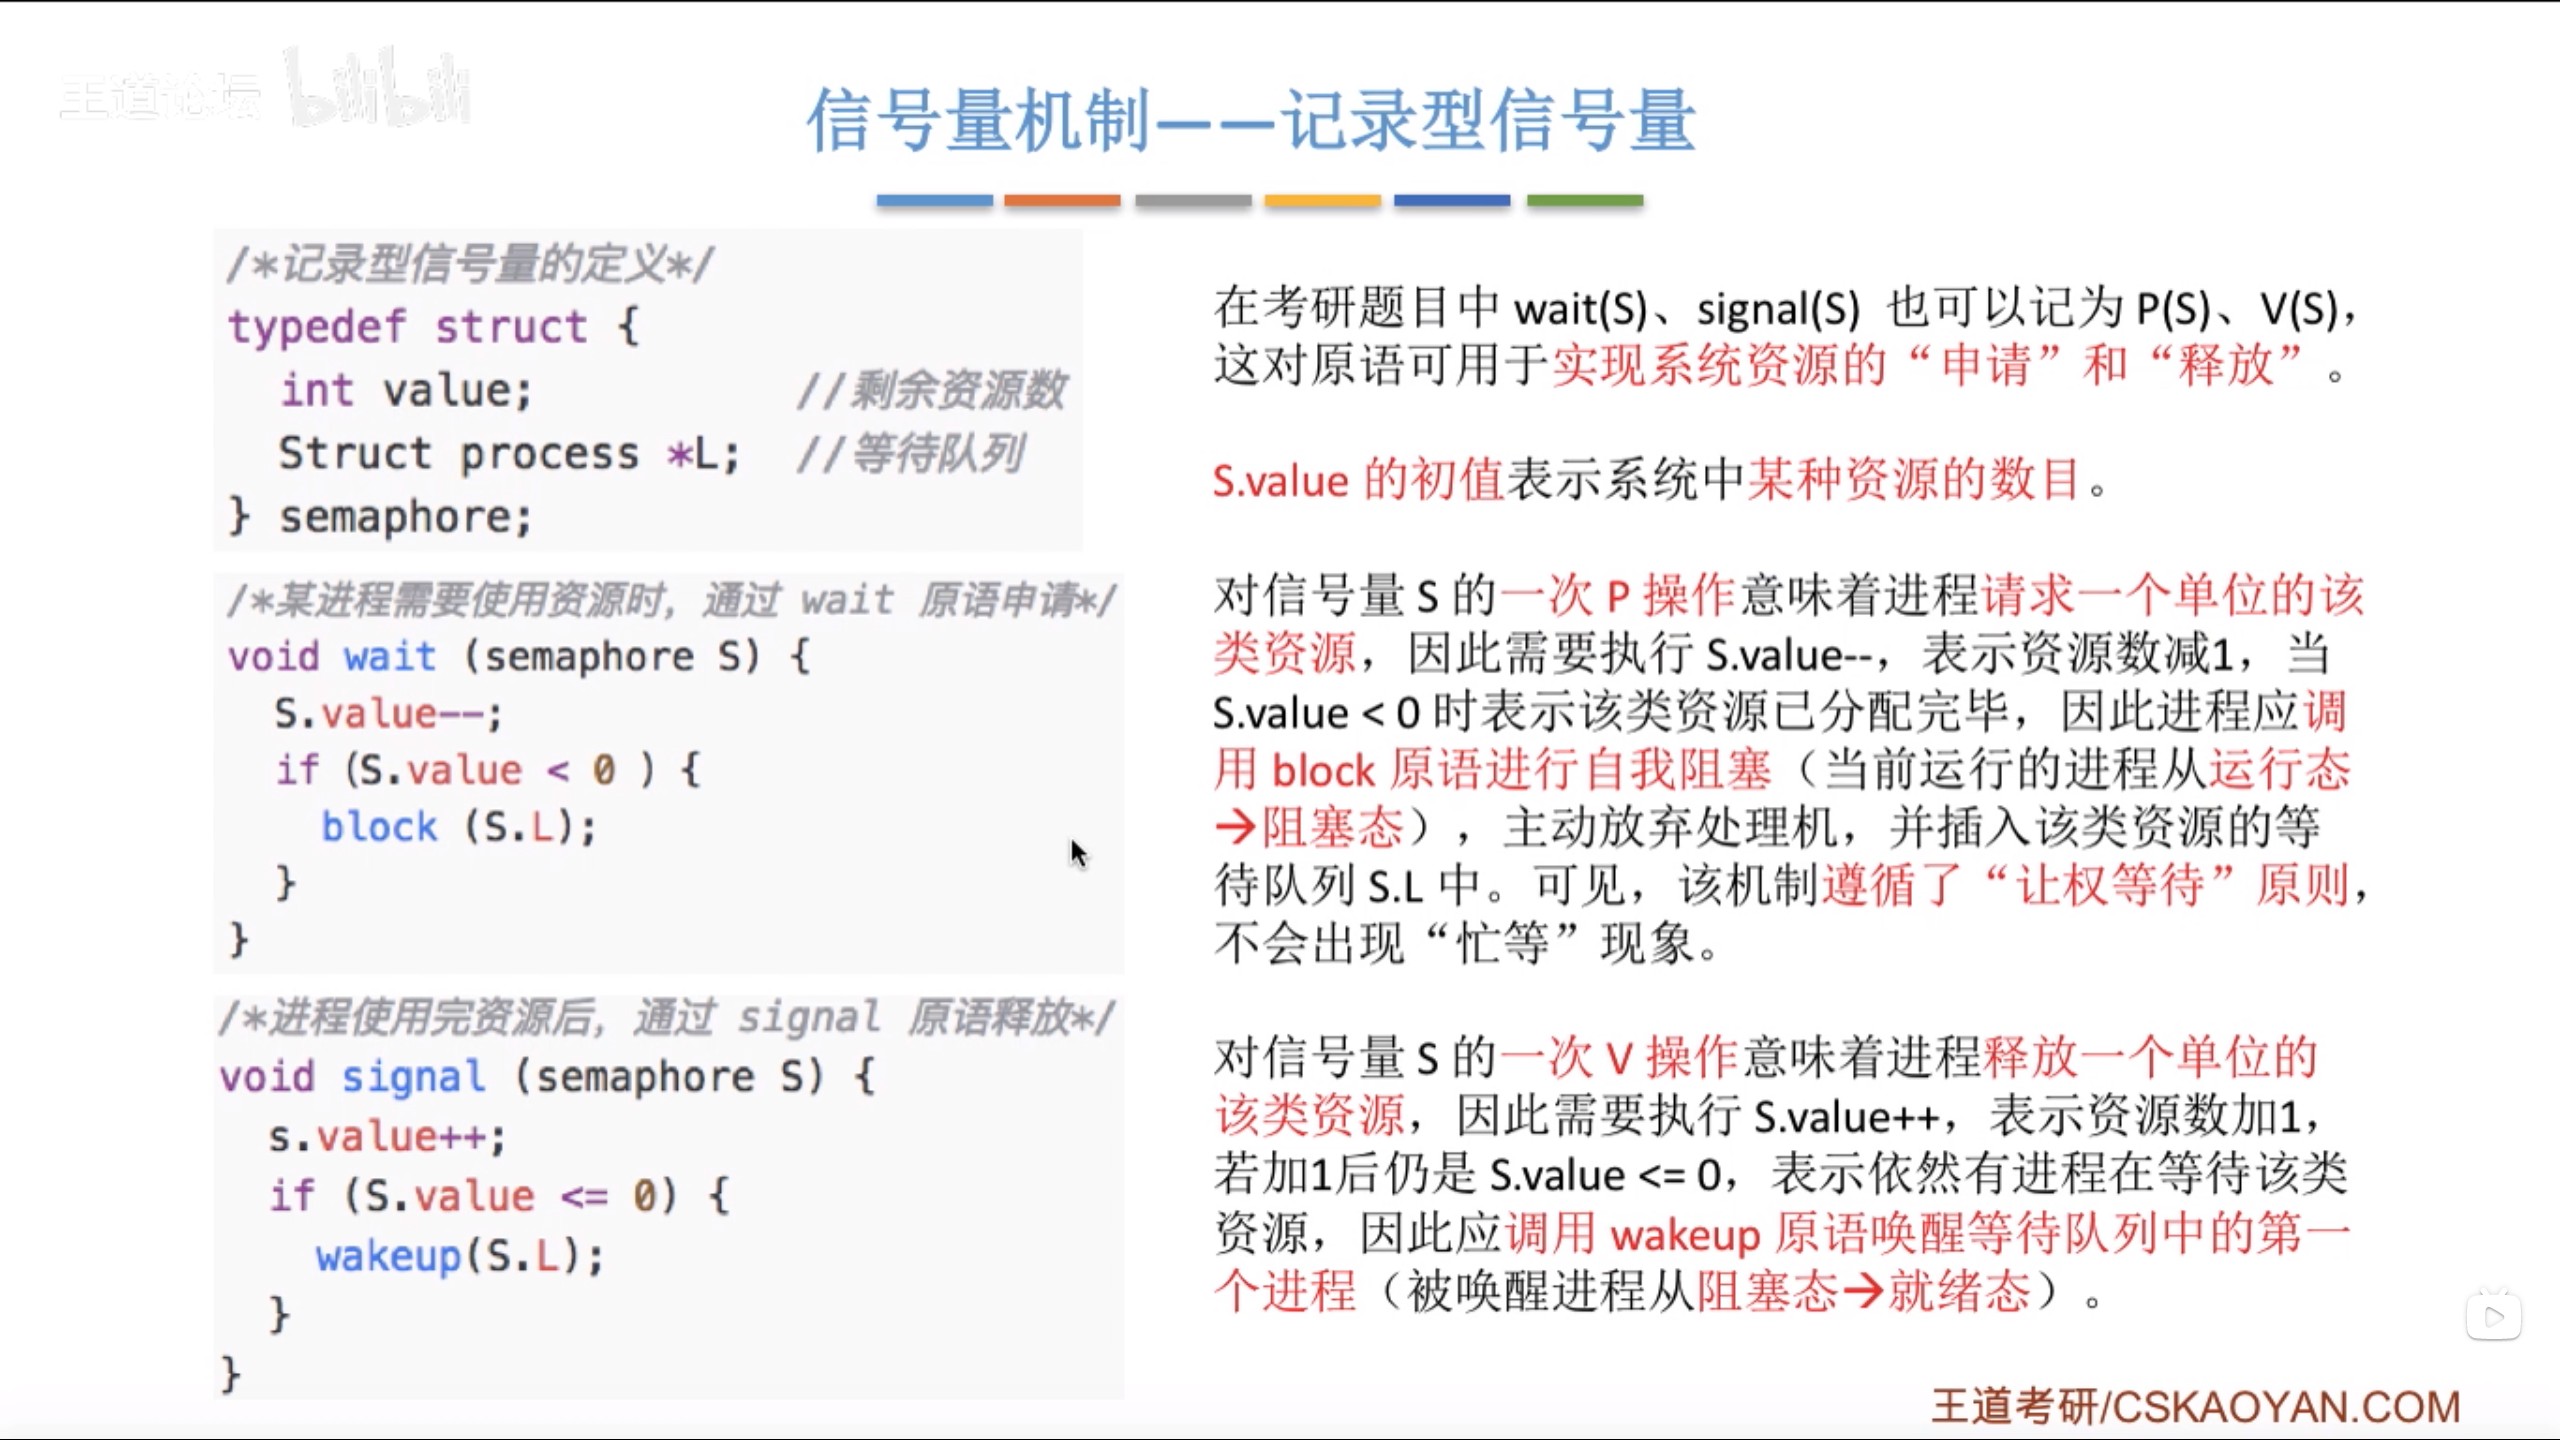 王道论坛 bilibili
信号量机制——记录型信号量
/*记录型信号量的定义*/
typedef struct {
int value; //剩余资源数
Struct process *L; //等待队列
} semaphore;
/*某进程需要使用资源时，通过 wait 原语申请*/
void wait (semaphore S) {
S.value--;
if (S.value < 0 ) {
block (S.L);
}
}
/*进程使用完资源后，通过 signal 原语释放*/
void signal (semaphore S) {
s.value++;
if (S.value <= 0) {
wakeup(S.L);
}
}
在考研题目中 wait(S)、signal(S) 也可以记为 P(S)、V(S)，
这对原语可用于实现系统资源的“申请”和“释放”。
S.value 的初值表示系统中某种资源的数目。
对信号量 S 的一次 P 操作意味着进程请求一个单位的该
类资源，因此需要执行 S.value--，表示资源数减1，当
S.value < 0 时表示该类资源已分配完毕，因此进程应调
用 block 原语进行自我阻塞（当前运行的进程从运行态
→阻塞态），主动放弃处理机，并插入该类资源的等
待队列 S.L 中。可见，该机制遵循了“让权等待”原则，
不会出现“忙等”现象。
对信号量 S 的一次 V 操作意味着进程释放一个单位的
该类资源，因此需要执行 S.value++，表示资源数加1，
若加1后仍是 S.value <= 0，表示依然有进程在等待该类
资源，因此应调用 wakeup 原语唤醒等待队列中的第一
个进程（被唤醒进程从阻塞态→就绪态）。
王道考研/CSKAOYAN.COM